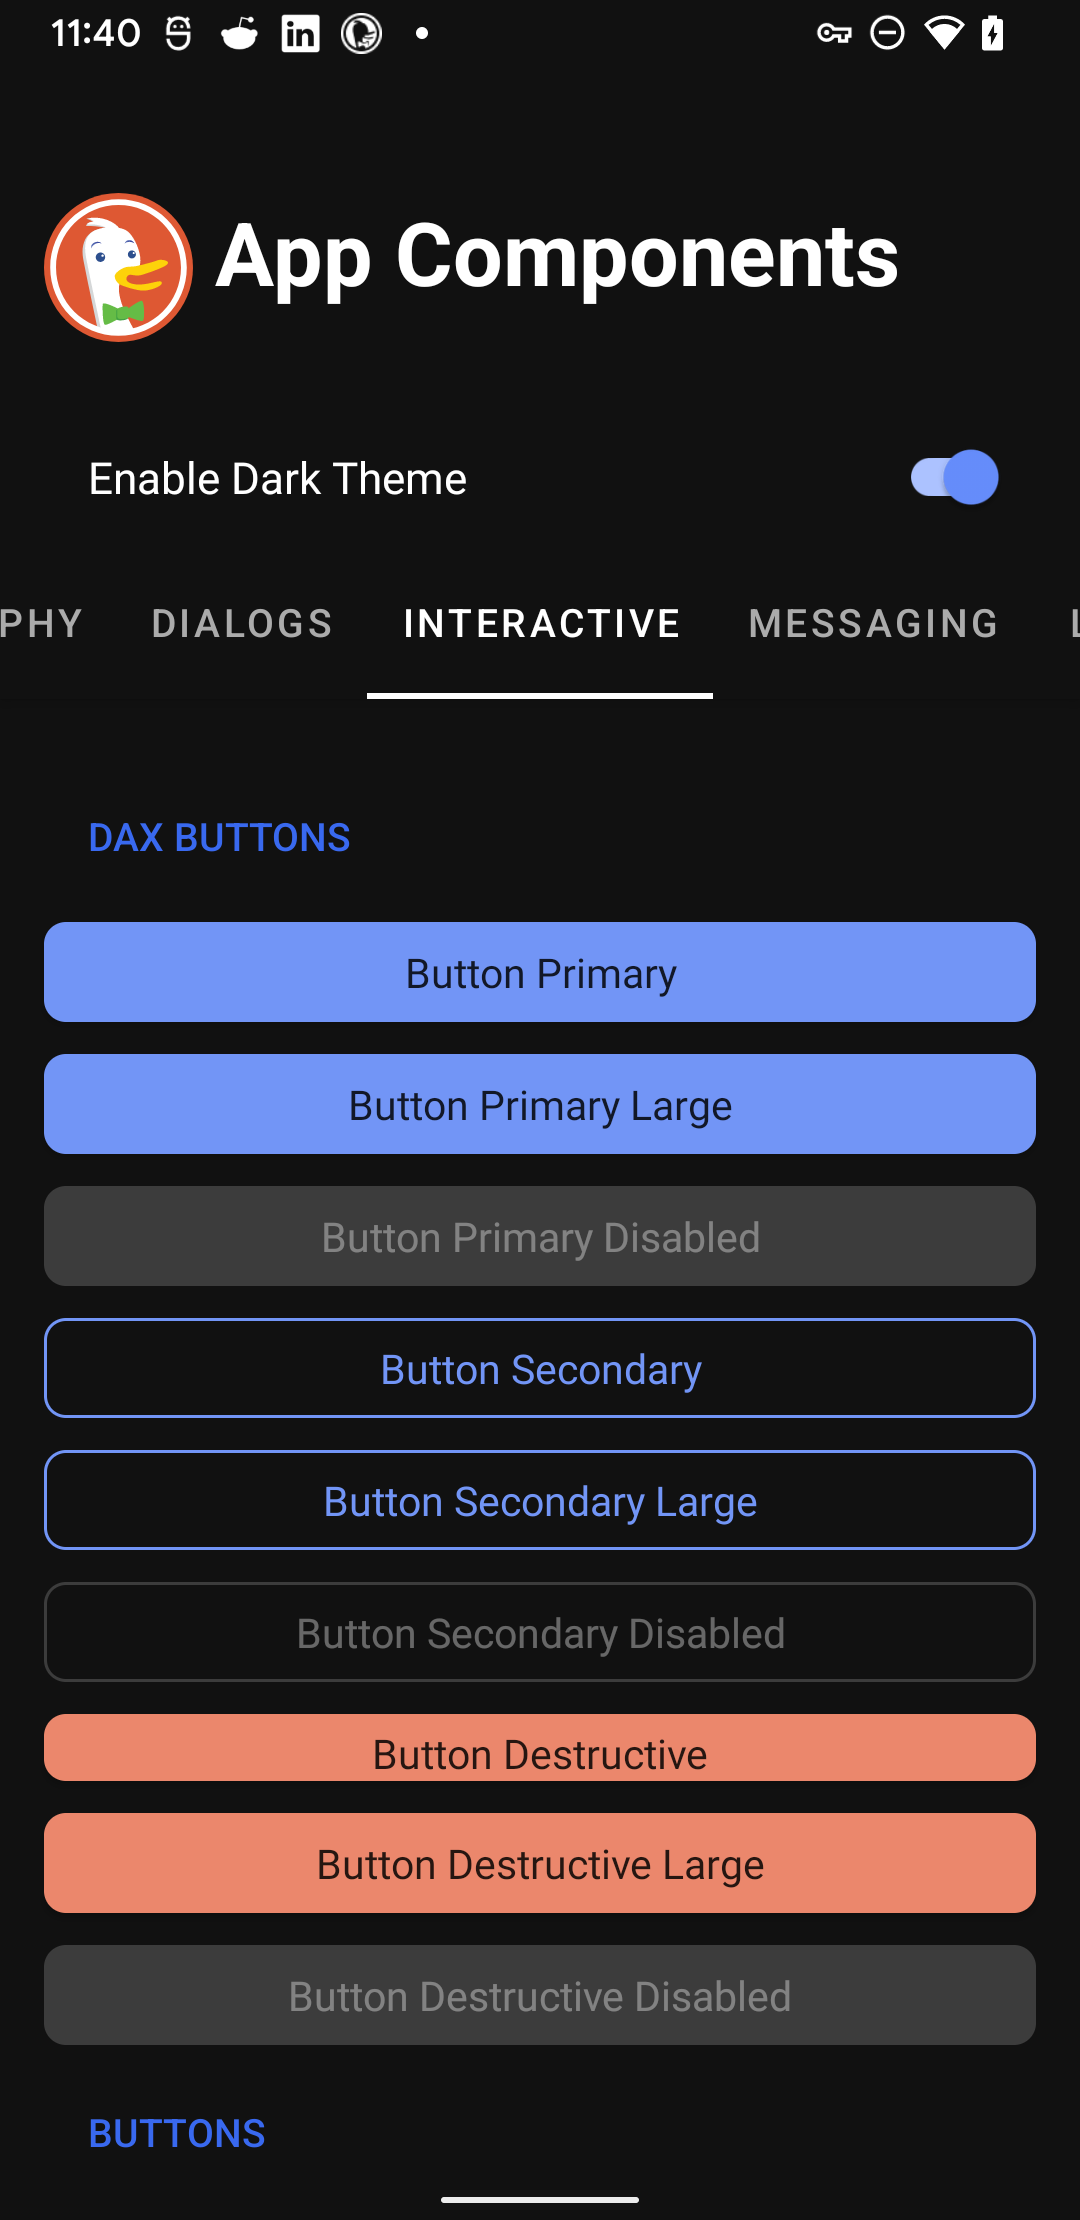 11:40
App Components
Enable Dark Theme
PHY DIALOGS INTERACTIVE MESSAGING L
DAX BUTTONS
Button Primary
Button Primary Large
Button Primary Disabled
Button Secondary
Button Secondary Large
Button Secondary Disabled
Button Destructive
Button Destructive Large
Button Destructive Disabled
BUTTONS